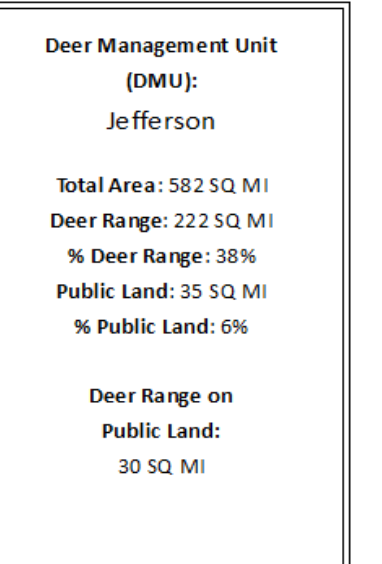 Deer Management Unit
(DMU):
Jefferson
Total Area: 582 SQ MI
Deer Range: 222 SQ MI
% Deer Range: 38%
Public Land: 35 SQ MI
% Public Land: 6%
Deer Range on
Public Land:
30 SQ MI